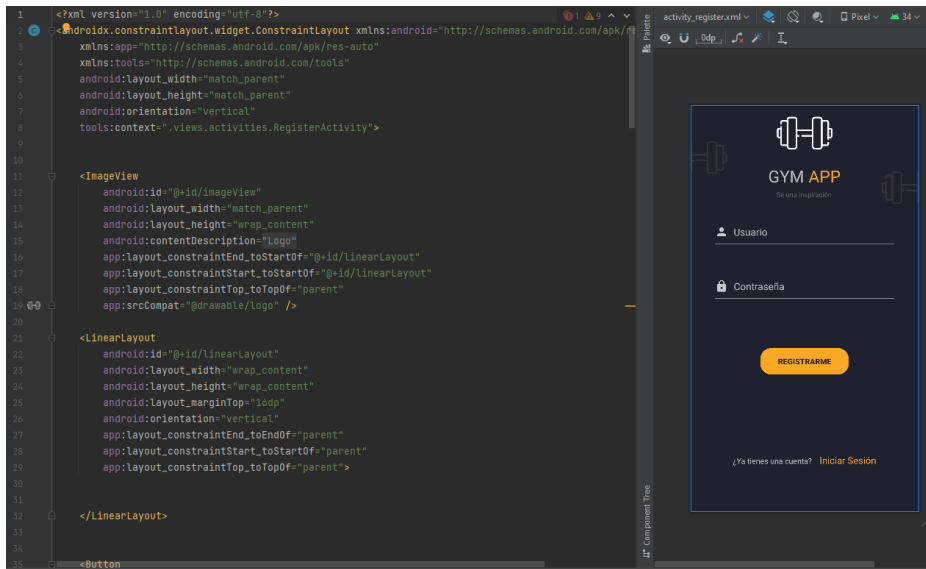 1 <?xml version="1.0" encoding="utf-8"?>
1 9
2 <androidx.constraintlayout.widget.ConstraintLayout xmlns:android="http://schemas.android.com/apk/re
3 xmlns:app="http://schemas.android.com/apk/res-auto"
4 xmlns:tools="http://schemas.android.com/tools"
5 android:layout_width="match_parent"
6 android:layout_height="match_parent"
7 android:orientation="vertical"
8 tools:context=".views.activities.RegisterActivity">
9
10
11 <ImageView
12 android:id="@+id/imageView"
13 android:layout_width="match_parent"
14 android:layout_height="wrap_content"
15 android:contentDescription="Logo"
16 app:layout_constraintEnd_toStartOf="@+id/linearLayout"
17 app:layout_constraintStart_toStartOf="@+id/linearLayout"
18 app:layout_constraintTop_toTopOf="parent"
19 app:srcCompat="@drawable/logo" />
20
21 <LinearLayout
22 android:id="@+id/linearLayout"
23 android:layout_width="wrap_content"
24 android:layout_height="wrap_content"
25 android:layout_marginTop="16dp"
26 android:orientation="vertical"
27 app:layout_constraintEnd_toEndOf="parent"
28 app:layout_constraintStart_toStartOf="parent"
29 app:layout_constraintTop_toTopOf="parent">
30
31
32 </LinearLayout>
33
34
35 <Button
Palette
Component Tree
activity_register.xml
Pixel
34
0dp
GYM APP
Se una inspiración
Usuario
Contraseña
REGISTRARME
¿Ya tienes una cuenta? Iniciar Sesión